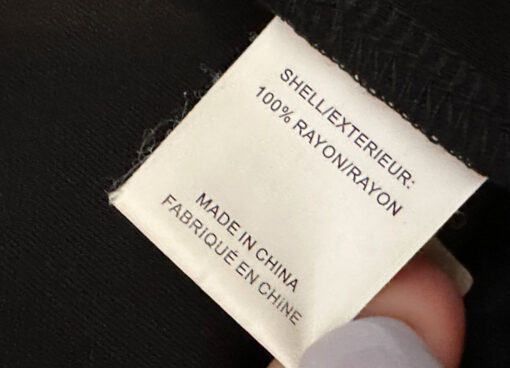 SHELL/EXTERIEUR:
100% RAYON/RAYON
MADE IN CHINA
FABRIQUÉ EN CHINE